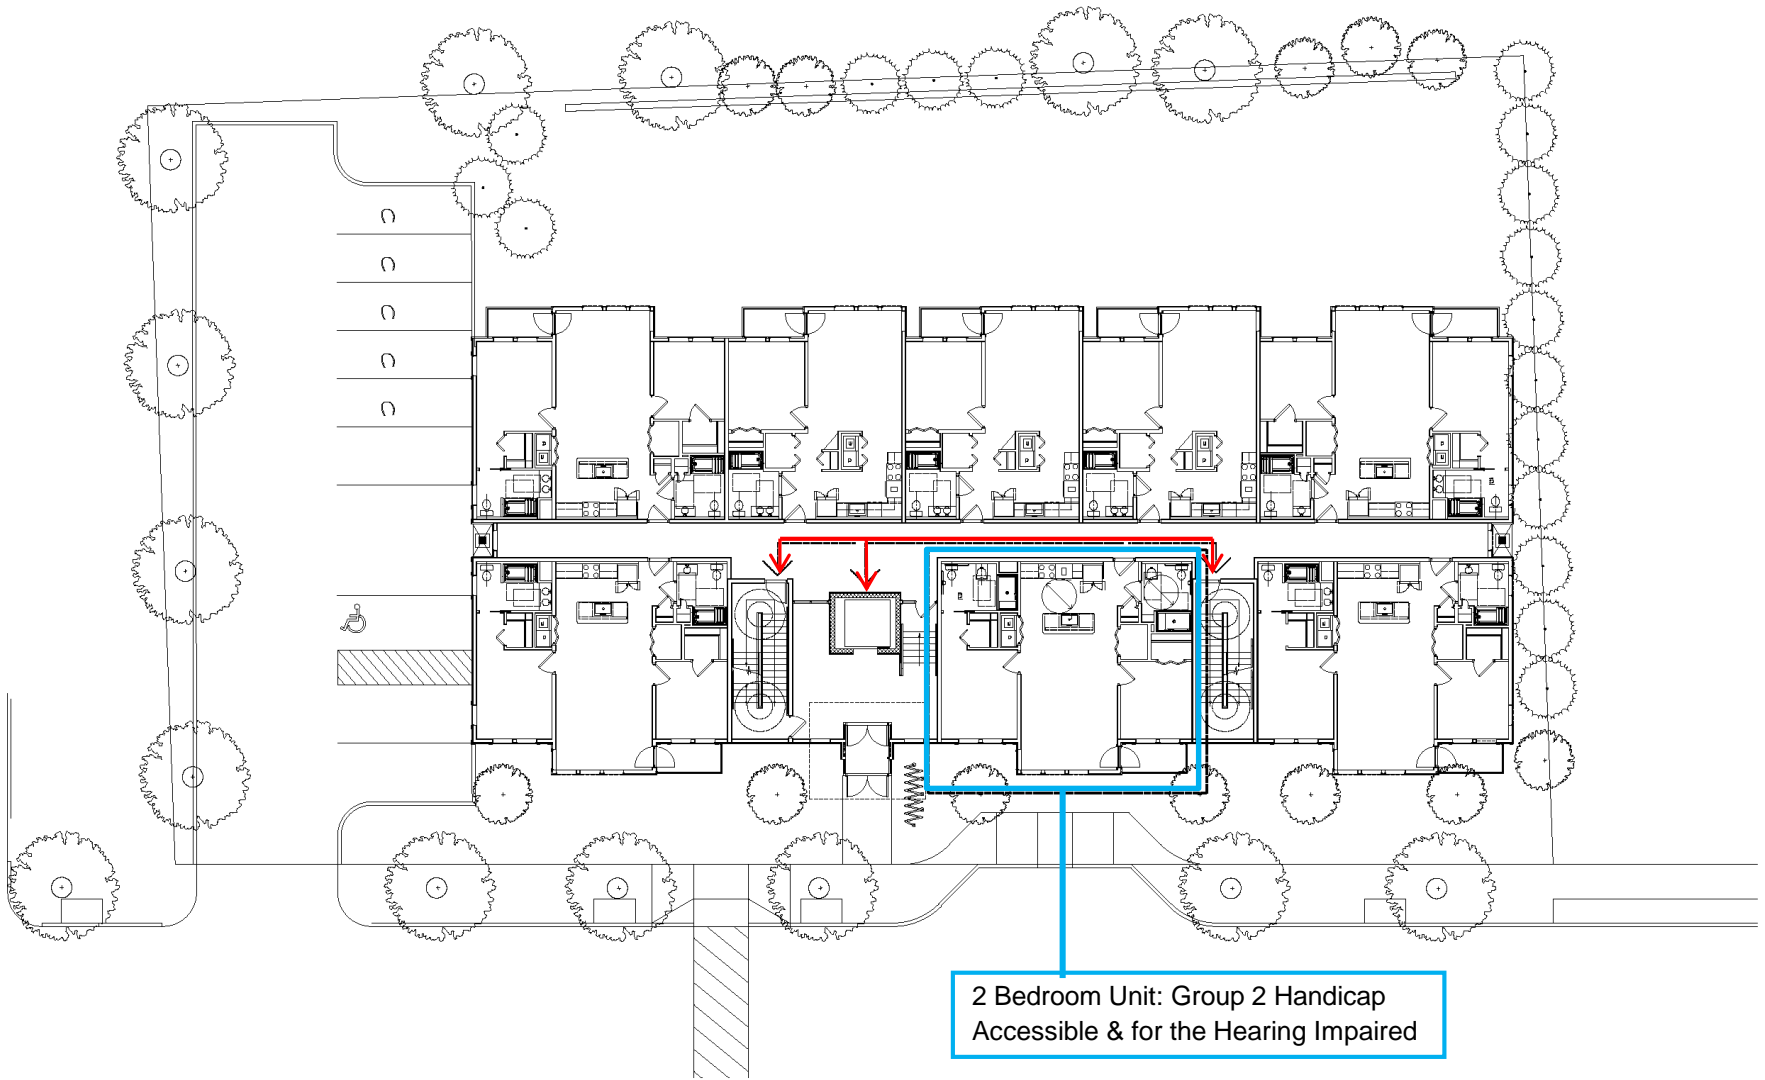 2 Bedroom Unit: Group 2 Handicap
Accessible & for the Hearing Impaired